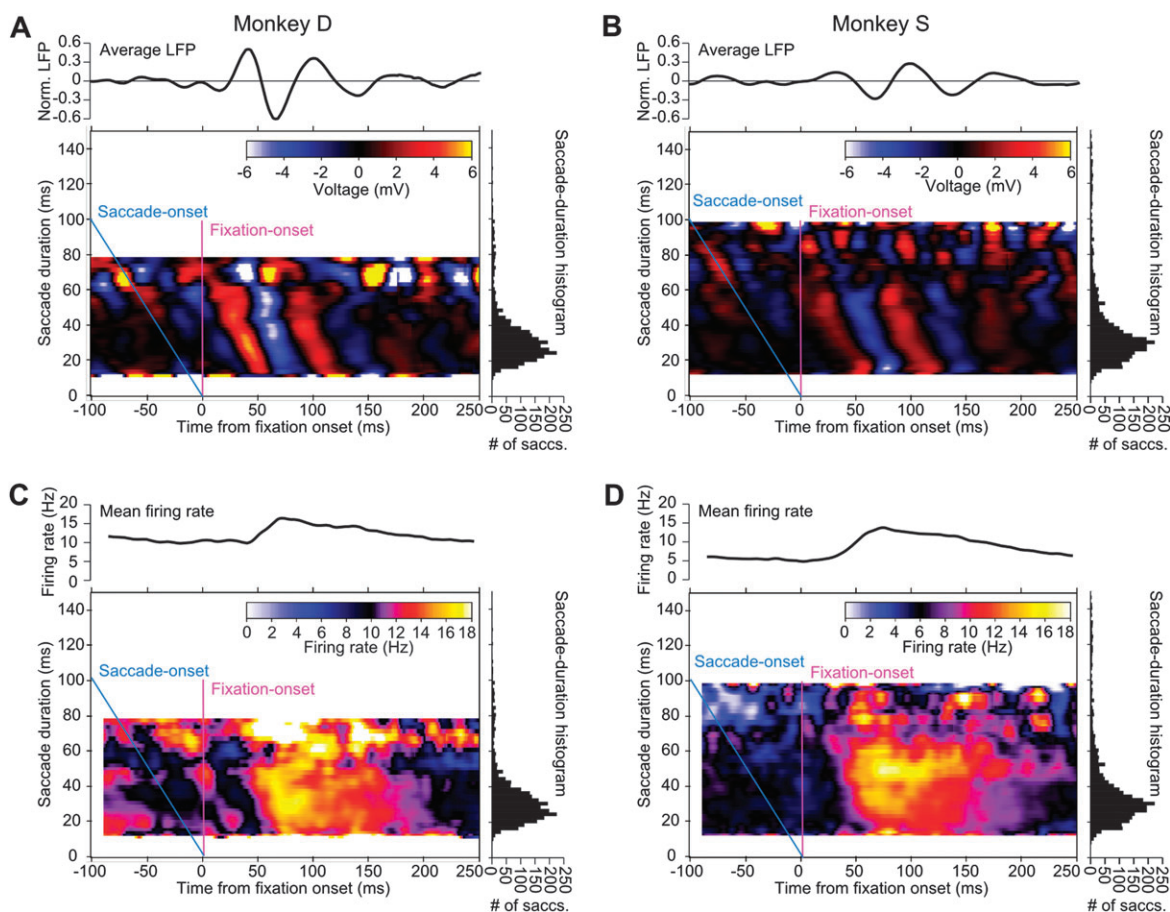 A Monkey D
Norm. LFP
0.6
0.3
0
-0.3
-0.6
Average LFP
Saccade duration (ms)
140
120
100
80
60
40
20
0
-6 -4 -2 0 2 4 6
Voltage (mV)
Saccade-onset
Fixation-onset
-100 -50 0 50 100 150 200 250
Time from fixation onset (ms)
Saccade-duration histogram
0 50 100 150 200 250
# of saccs.
B Monkey S
Norm. LFP
0.6
0.3
0
-0.3
-0.6
Average LFP
Saccade duration (ms)
140
120
100
80
60
40
20
0
-6 -4 -2 0 2 4 6
Voltage (mV)
Saccade-onset
Fixation-onset
-100 -50 0 50 100 150 200 250
Time from fixation onset (ms)
Saccade-duration histogram
0 50 100 150 200 250
# of saccs.
C
Firing rate (Hz)
20
15
10
5
0
Mean firing rate
Saccade duration (ms)
140
120
100
80
60
40
20
0
0 2 4 6 8 10 12 14 16 18
Firing rate (Hz)
Saccade-onset
Fixation-onset
-100 -50 0 50 100 150 200 250
Time from fixation onset (ms)
Saccade-duration histogram
0 50 100 150 200 250
# of saccs.
D
Firing rate (Hz)
20
15
10
5
0
Mean firing rate
Saccade duration (ms)
140
120
100
80
60
40
20
0
0 2 4 6 8 10 12 14 16 18
Firing rate (Hz)
Saccade-onset
Fixation-onset
-100 -50 0 50 100 150 200 250
Time from fixation onset (ms)
Saccade-duration histogram
0 50 100 150 200 250
# of saccs.